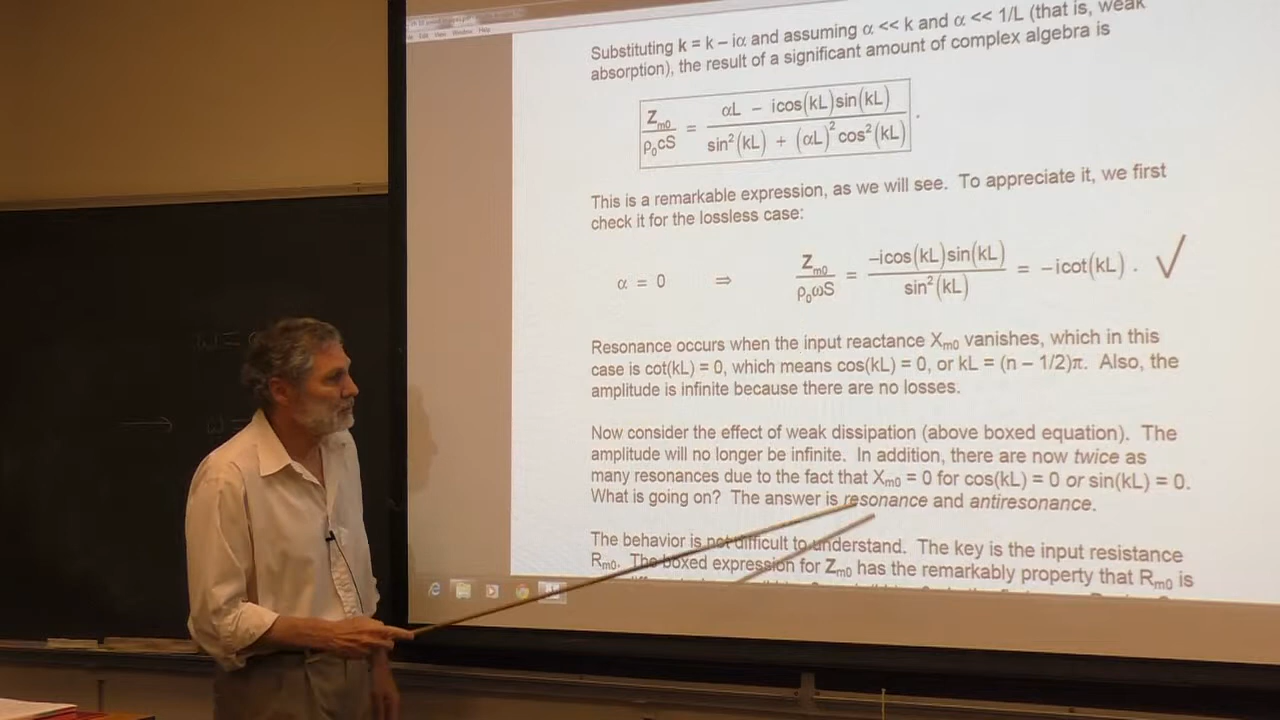 Edit View Window Help
Substituting k = k – iα and assuming α << k and α << 1/L (that is, weak
absorption), the result of a significant amount of complex algebra is
Zm0/ρ₀cS = (αL – icos(kL)sin(kL))/(sin²(kL) + (αL)²cos²(kL)) .
This is a remarkable expression, as we will see. To appreciate it, we first
check it for the lossless case:
α = 0 ⇒ Zm0/ρ₀ωS = –icos(kL)sin(kL)/sin²(kL) = –icot(kL) . ✓
Resonance occurs when the input reactance Xm0 vanishes, which in this
case is cot(kL) = 0, which means cos(kL) = 0, or kL = (n – 1/2)π. Also, the
amplitude is infinite because there are no losses.
Now consider the effect of weak dissipation (above boxed equation). The
amplitude will no longer be infinite. In addition, there are now twice as
many resonances due to the fact that Xm0 = 0 for cos(kL) = 0 or sin(kL) = 0.
What is going on? The answer is resonance and antiresonance.
The behavior is not difficult to understand. The key is the input resistance
Rm0. The boxed expression for Zm0 has the remarkably property that Rm0 is
ω =
→ ω =